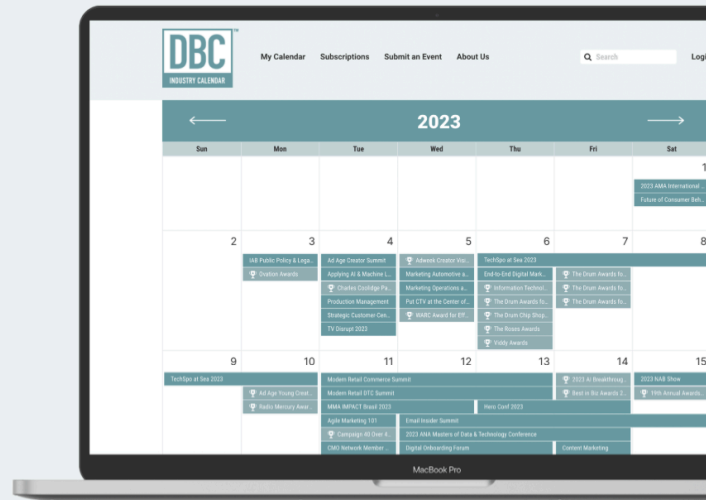 DBC
TM
INDUSTRY CALENDAR
My Calendar Subscriptions Submit an Event About Us
Search
2023
Sun Mon Tue Wed Thu Fri Sat
1
2023 AMA International ...
Future of Consumer Beh...
2 3 4 5 6 7 8
IAB Public Policy & Lega... Ad Age Creator Summit Adweek Creator Visi... TechSpo at Sea 2023
Ovation Awards Applying AI & Machine L... Marketing Automotive a... End-to-End Digital Mark... The Drum Awards fo...
Charles Coolidge Pa... Marketing Operations a... Information Technol... The Drum Awards fo...
Production Management Put CTV at the Center of... The Drum Awards fo... The Drum Awards fo...
Strategic Customer Cen... WARC Award for Eff... The Drum Chip Shop...
TV Disrupt 2023 The Roses Awards
Viddy Awards
9 10 11 12 13 14 15
TechSpo at Sea 2023 Modern Retail Commerce Summit 2023 AI Breakthroug... 2023 NAB Show
Ad Age Young Creat... Modern Retail DTC Summit Best in Biz Awards 2... Annual Awards...
Radio Mercury Awar... MMA IMPACT Brasil 2023 Hero Conf 2023
Agile Marketing 101 Email Insider Summit
Campaign 40 Over 4... 2023 ANA Masters of Data & Technology Conference
CMO Network Member ... Digital Onboarding Forum Content Marketing
MacBook Pro